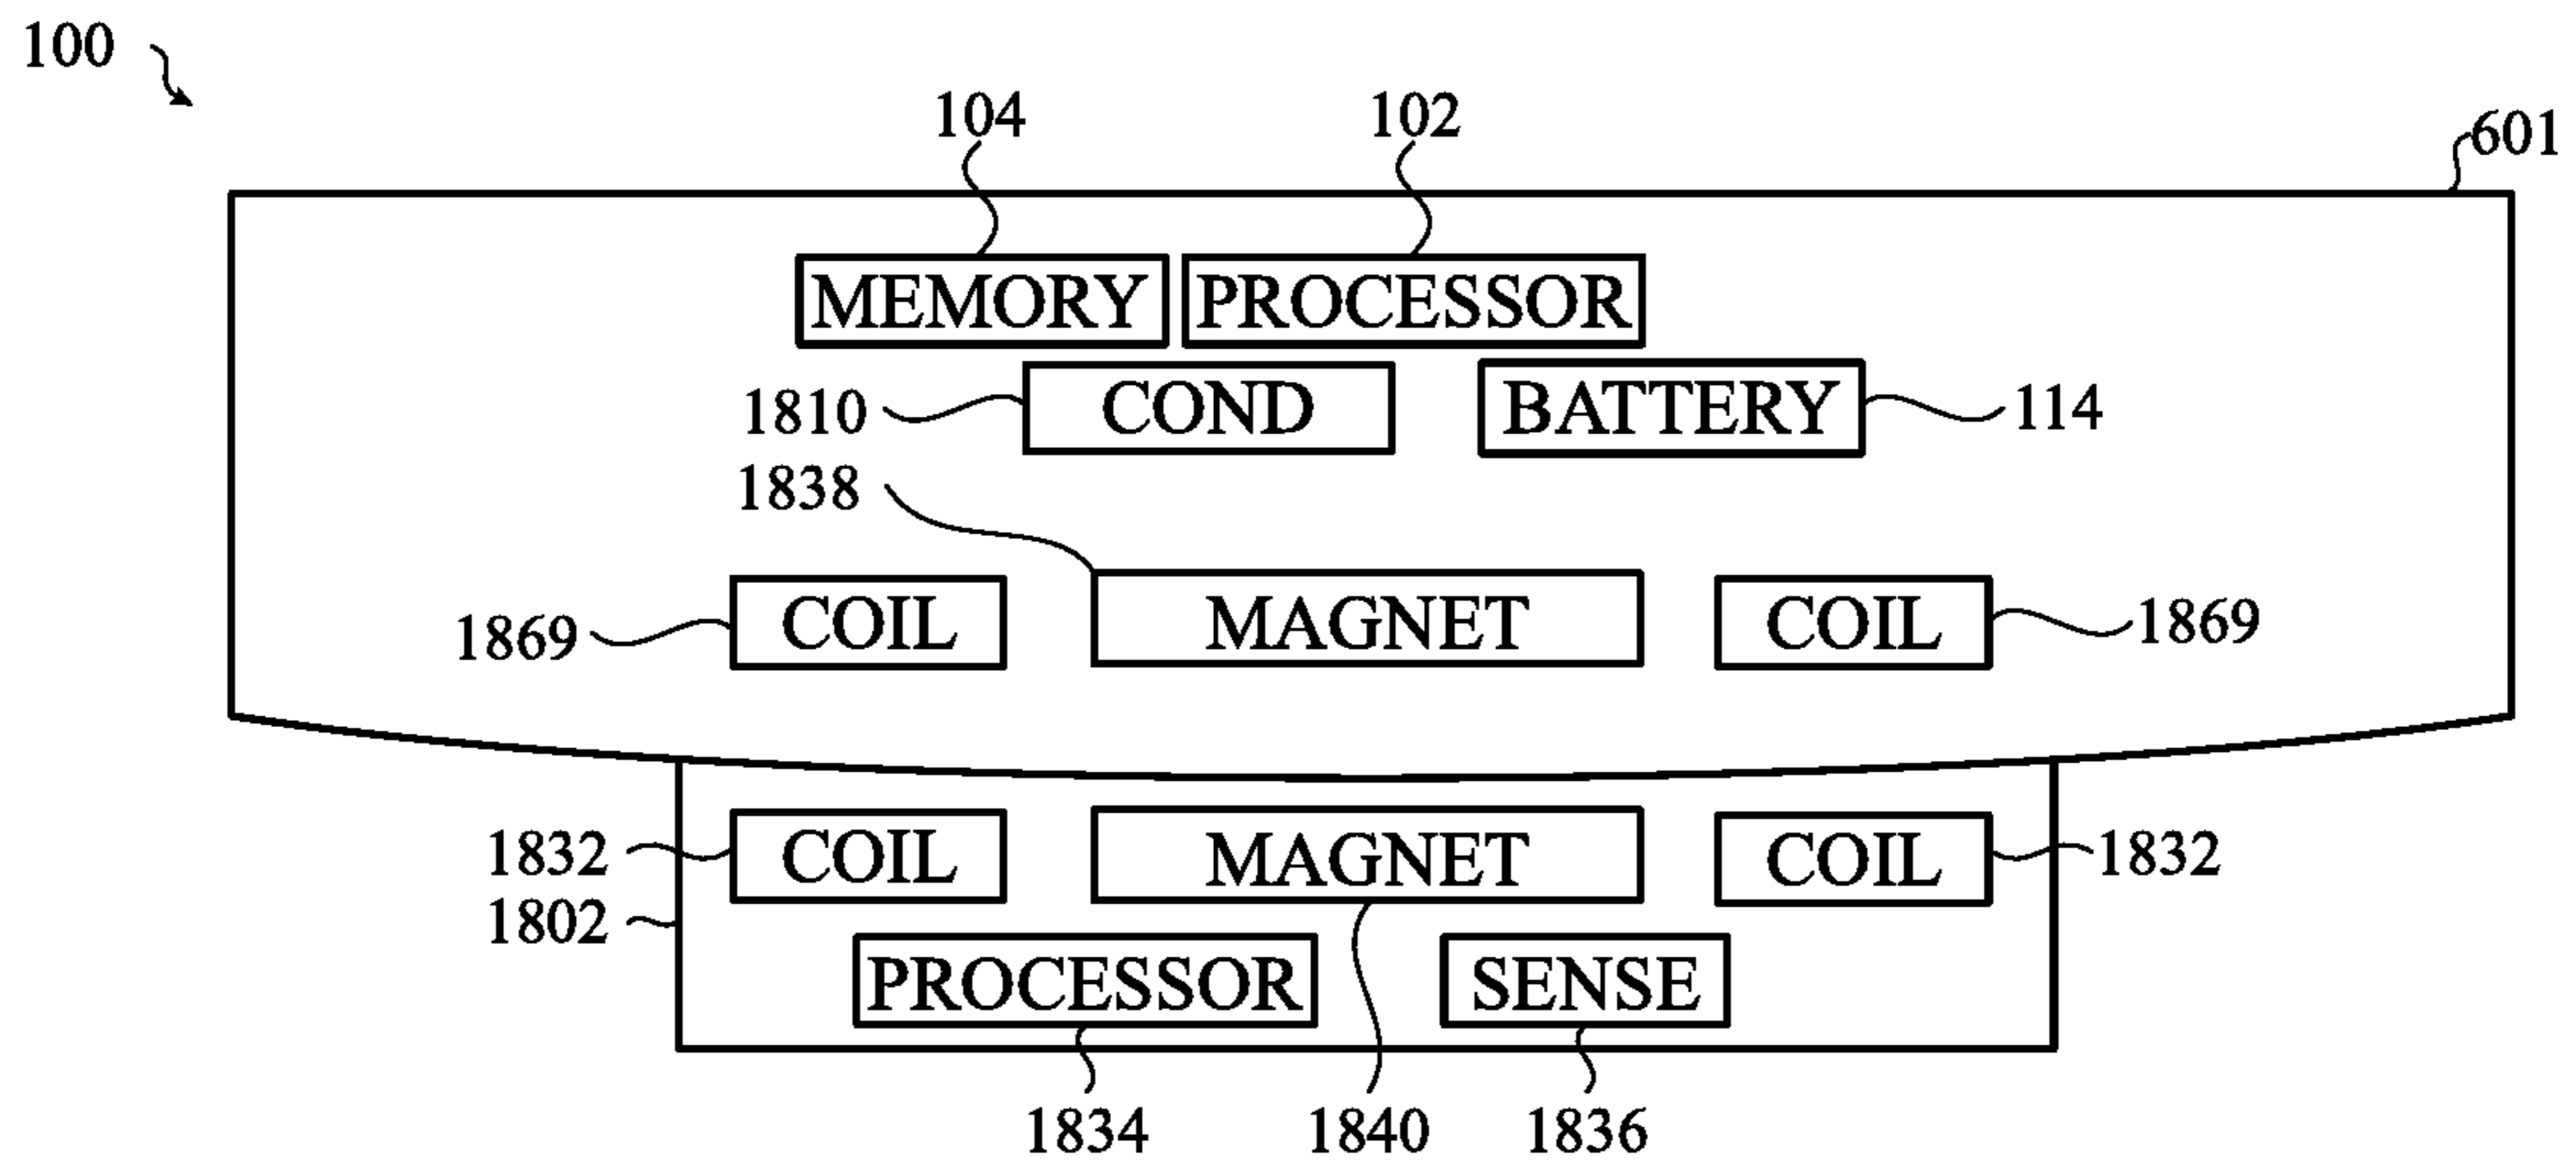 100
104 102
601
MEMORY PROCESSOR
1810 COND BATTERY 114
1838
1869 COIL MAGNET COIL 1869
1832 COIL MAGNET COIL 1832
1802
PROCESSOR SENSE
1834 1840 1836